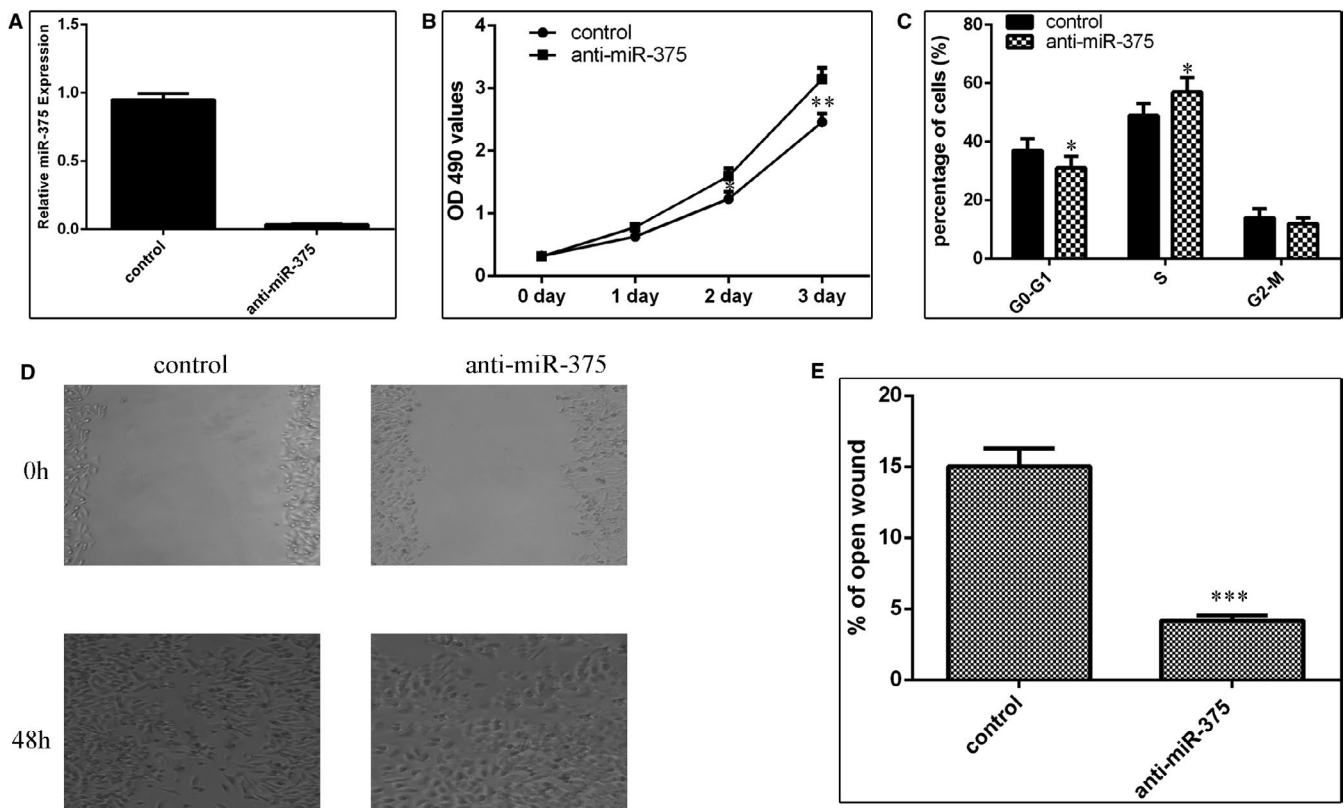 A
Relative miR-375 Expression
1.5
1.0
0.5
0.0
control
anti-miR-375
B
OD 490 values
4
3
2
1
0
control
anti-miR-375
*
**
0 day
1 day
2 day
3 day
C
percentage of cells (%)
80
60
40
20
0
control
anti-miR-375
*
*
G0-G1
S
G2-M
D
control
anti-miR-375
0h
48h
E
% of open wound
20
15
10
5
0
***
control
anti-miR-375